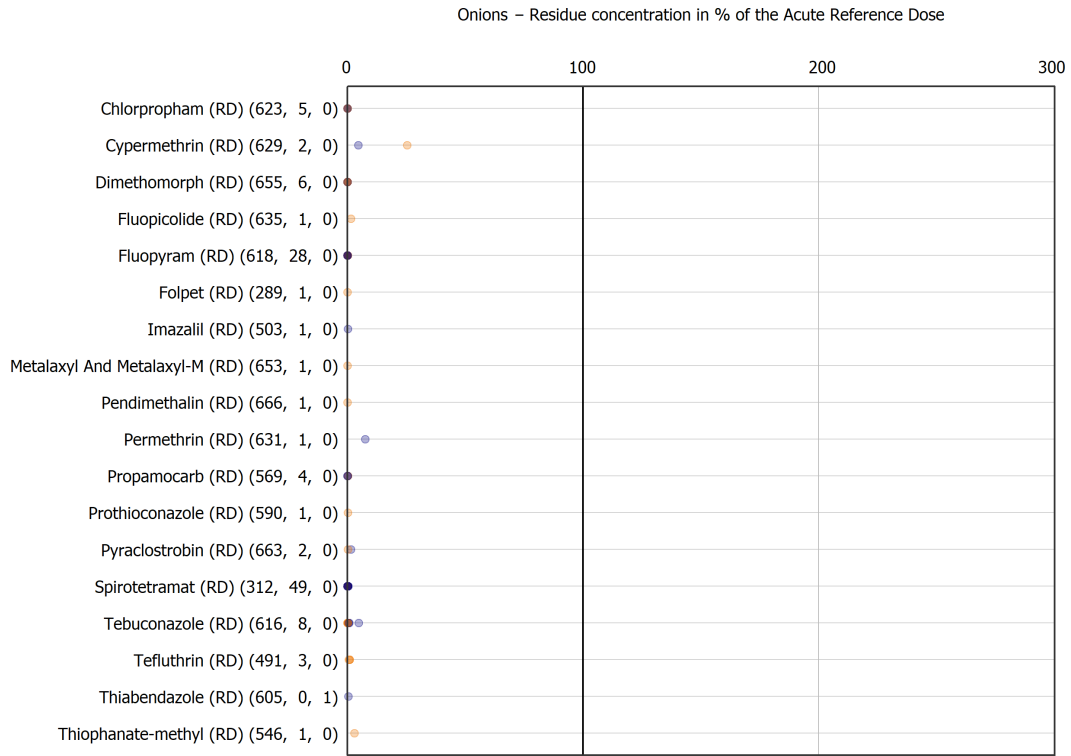 Onions – Residue concentration in % of the Acute Reference Dose
0 100 200 300
Chlorpropham (RD) (623, 5, 0)
Cypermethrin (RD) (629, 2, 0)
Dimethomorph (RD) (655, 6, 0)
Fluopicolide (RD) (635, 1, 0)
Fluopyram (RD) (618, 28, 0)
Folpet (RD) (289, 1, 0)
Imazalil (RD) (503, 1, 0)
Metalaxyl And Metalaxyl-M (RD) (653, 1, 0)
Pendimethalin (RD) (666, 1, 0)
Permethrin (RD) (631, 1, 0)
Propamocarb (RD) (569, 4, 0)
Prothioconazole (RD) (590, 1, 0)
Pyraclostrobin (RD) (663, 2, 0)
Spirotetramat (RD) (312, 49, 0)
Tebuconazole (RD) (616, 8, 0)
Tefluthrin (RD) (491, 3, 0)
Thiabendazole (RD) (605, 0, 1)
Thiophanate-methyl (RD) (546, 1, 0)